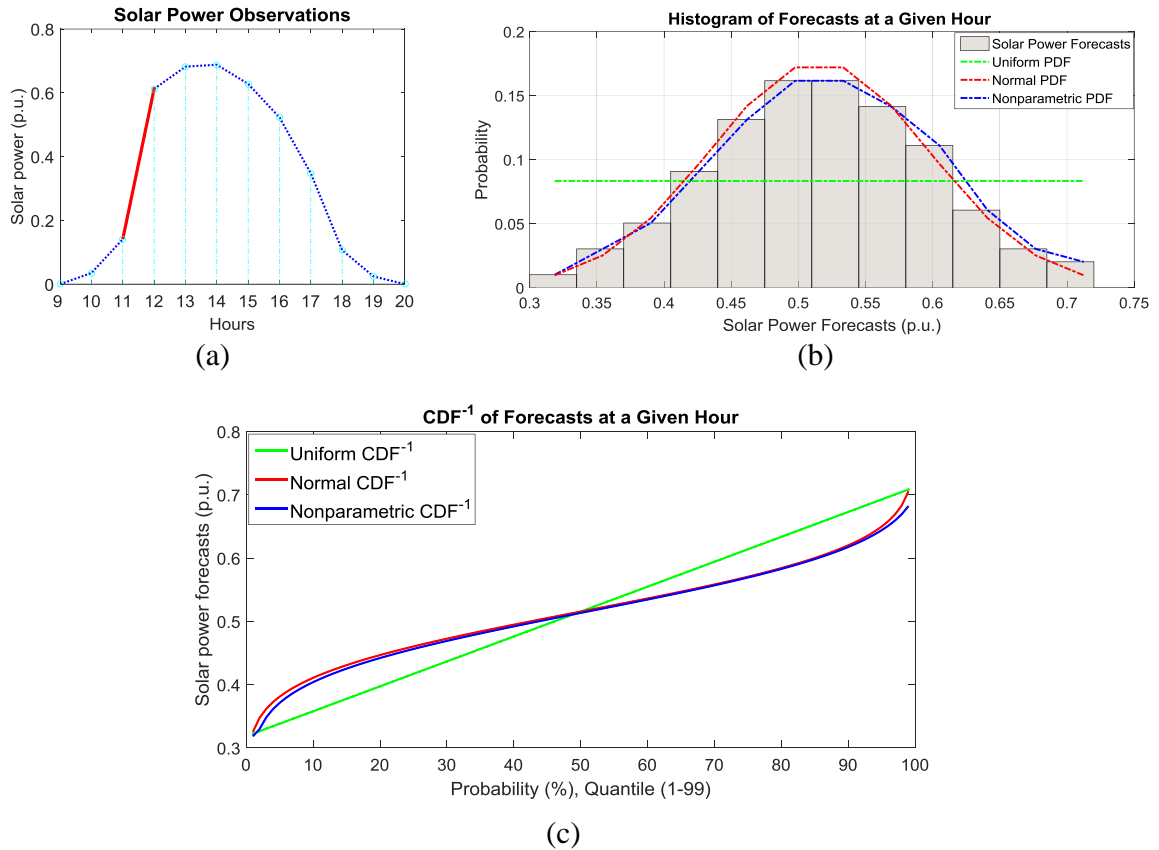 Solar Power Observations
Solar power (p.u.)
0.8
0.6
0.4
0.2
0
9 10 11 12 13 14 15 16 17 18 19 20
Hours
(a)
Histogram of Forecasts at a Given Hour
Probability
0.2
0.15
0.1
0.05
0
Solar Power Forecasts
Uniform PDF
Normal PDF
Nonparametric PDF
0.3 0.35 0.4 0.45 0.5 0.55 0.6 0.65 0.7 0.75
Solar Power Forecasts (p.u.)
(b)
CDF⁻¹ of Forecasts at a Given Hour
Solar power forecasts (p.u.)
0.8
0.7
0.6
0.5
0.4
0.3
Uniform CDF⁻¹
Normal CDF⁻¹
Nonparametric CDF⁻¹
0 10 20 30 40 50 60 70 80 90 100
Probability (%), Quantile (1-99)
(c)